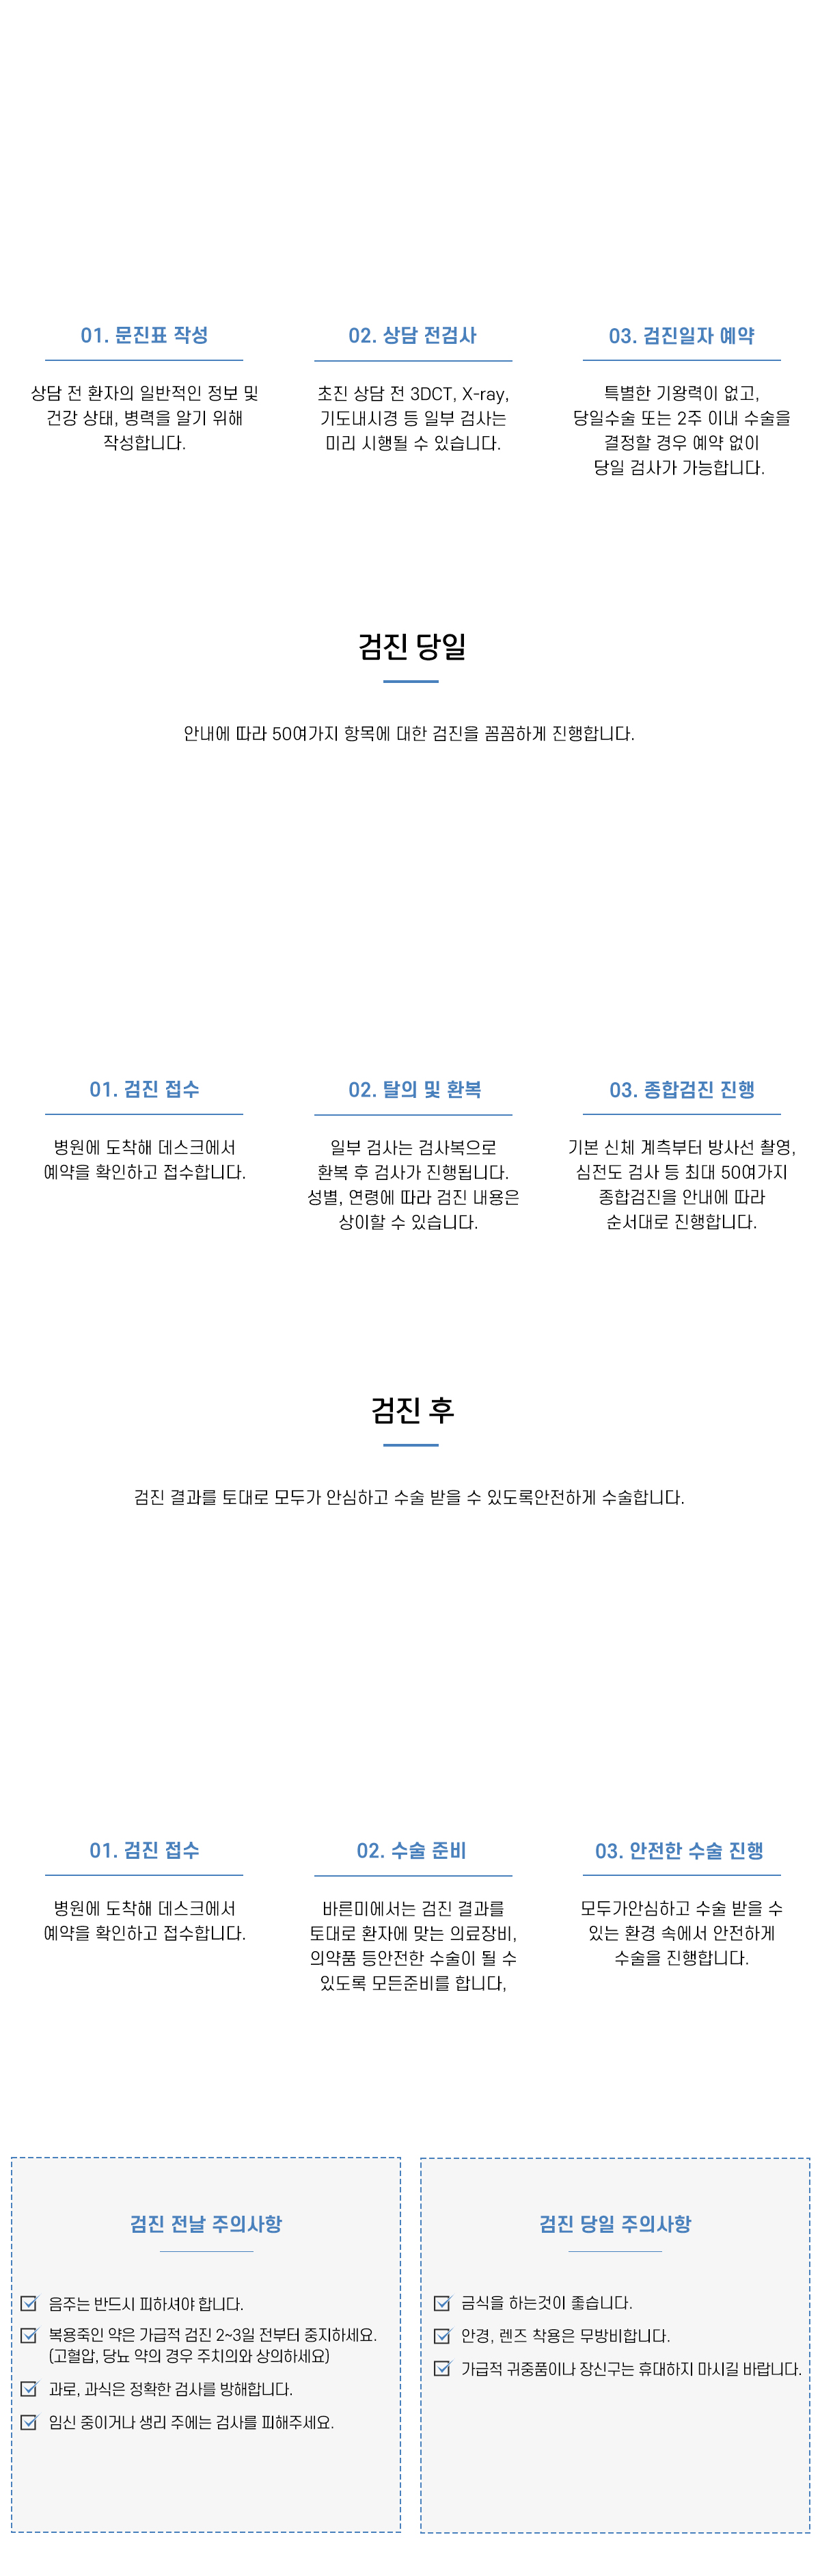 01. 문진표 작성
상담 전 환자의 일반적인 정보 및
건강 상태, 병력을 알기 위해
작성합니다.
02. 상담 전검사
초진 상담 전 3DCT, X-ray,
기도내시경 등 일부 검사는
미리 시행될 수 있습니다.
03. 검진일자 예약
특별한 기왕력이 없고,
당일수술 또는 2주 이내 수술을
결정할 경우 예약 없이
당일 검사가 가능합니다.
검진 당일
안내에 따라 50여가지 항목에 대한 검진을 꼼꼼하게 진행합니다.
01. 검진 접수
병원에 도착해 데스크에서
예약을 확인하고 접수합니다.
02. 탈의 및 환복
일부 검사는 검사복으로
환복 후 검사가 진행됩니다.
성별, 연령에 따라 검진 내용은
상이할 수 있습니다.
03. 종합검진 진행
기본 신체 계측부터 방사선 촬영,
심전도 검사 등 최대 50여가지
종합검진을 안내에 따라
순서대로 진행합니다.
검진 후
검진 결과를 토대로 모두가 안심하고 수술 받을 수 있도록안전하게 수술합니다.
01. 검진 접수
병원에 도착해 데스크에서
예약을 확인하고 접수합니다.
02. 수술 준비
바른미에서는 검진 결과를
토대로 환자에 맞는 의료장비,
의약품 등안전한 수술이 될 수
있도록 모든준비를 합니다,
03. 안전한 수술 진행
모두가안심하고 수술 받을 수
있는 환경 속에서 안전하게
수술을 진행합니다.
검진 전날 주의사항
음주는 반드시 피하셔야 합니다.
복용죽인 약은 가급적 검진 2~3일 전부터 중지하세요.
(고혈압, 당뇨 약의 경우 주치의와 상의하세요)
과로, 과식은 정확한 검사를 방해합니다.
임신 중이거나 생리 주에는 검사를 피해주세요.
검진 당일 주의사항
금식을 하는것이 좋습니다.
안경, 렌즈 착용은 무방비합니다.
가급적 귀중품이나 장신구는 휴대하지 마시길 바랍니다.